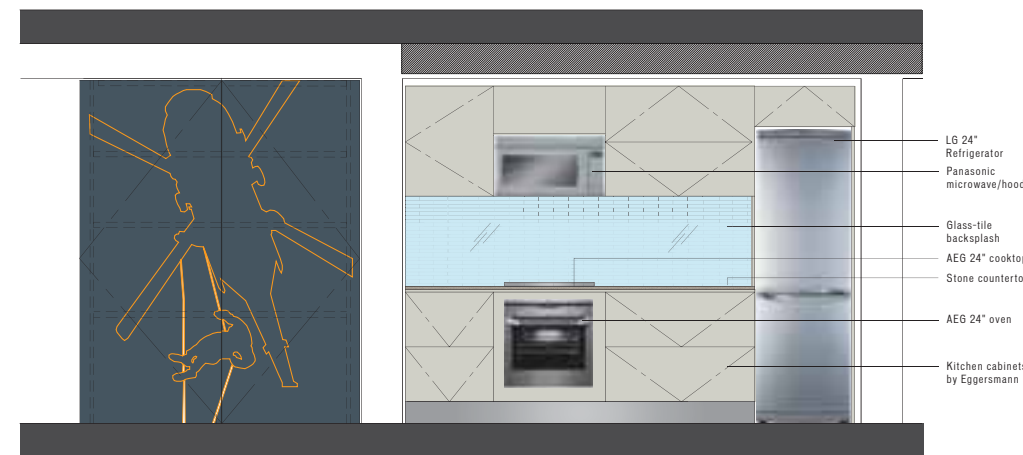 LG 24"
Refrigerator
Panasonic
microwave/hood
Glass-tile
backsplash
AEG 24" cooktop
Stone counterto
AEG 24" oven
Kitchen cabinets
by Eggersmann